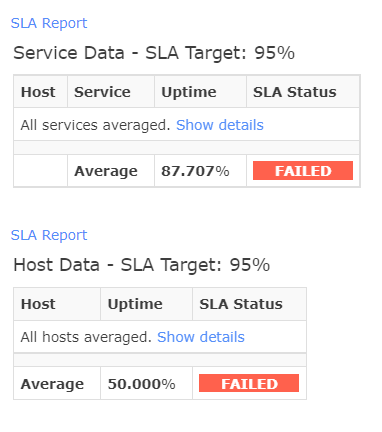 SLA Report
Service Data - SLA Target: 95%
Host Service Uptime SLA Status
All services averaged. Show details
Average 87.707% FAILED
SLA Report
Host Data - SLA Target: 95%
Host Uptime SLA Status
All hosts averaged. Show details
Average 50.000% FAILED